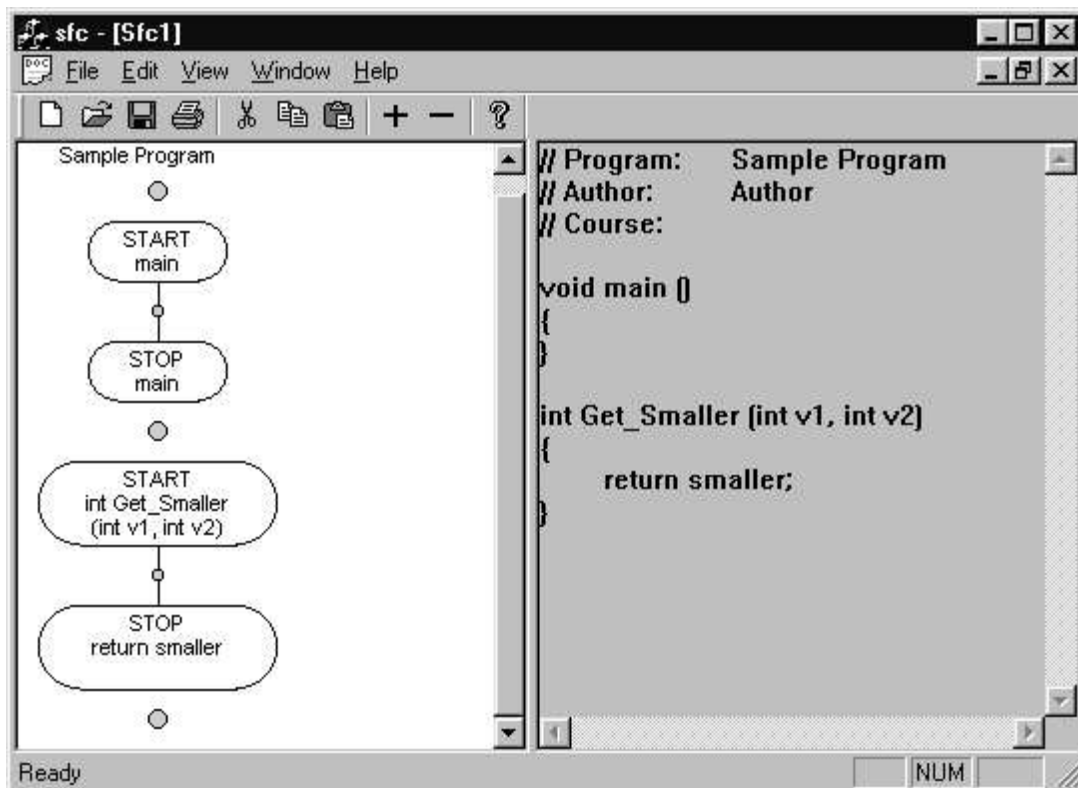 sfc - [Sfc1]
File Edit View Window Help
Sample Program
START
main
STOP
main
START
int Get_Smaller
(int v1, int v2)
STOP
return smaller
// Program: Sample Program
// Author: Author
// Course:
void main ()
{
}
int Get_Smaller (int v1, int v2)
{
return smaller;
}
Ready
NUM